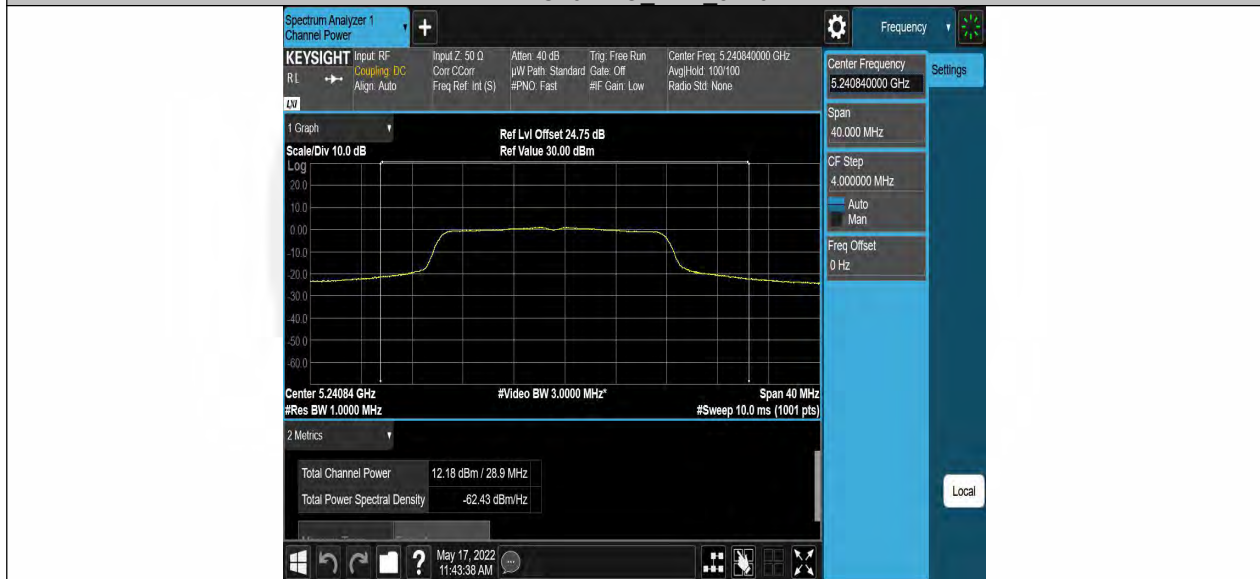 Spectrum Analyzer 1
Channel Power
Frequency
KEYSIGHT
RL
LXI
Input: RF
Coupling: DC
Align: Auto
Input Z: 50 Ω
Corr CCorr
Freq Ref: Int (S)
Atten: 40 dB
µW Path: Standard
#PNO: Fast
Trig: Free Run
Gate: Off
#IF Gain: Low
Center Freq: 5.240840000 GHz
Avg|Hold: 100/100
Radio Std: None
Center Frequency
5.240840000 GHz
Settings
Span
40.000 MHz
CF Step
4.000000 MHz
Auto
Man
Freq Offset
0 Hz
1 Graph
Scale/Div 10.0 dB
Ref Lvl Offset 24.75 dB
Ref Value 30.00 dBm
Log
20.0
10.0
0.00
-10.0
-20.0
-30.0
-40.0
-50.0
-60.0
Center 5.24084 GHz
#Video BW 3.0000 MHz*
Span 40 MHz
#Res BW 1.0000 MHz
#Sweep 10.0 ms (1001 pts)
2 Metrics
Total Channel Power 12.18 dBm / 28.9 MHz
Total Power Spectral Density -62.43 dBm/Hz
Local
?
May 17, 2022
11:43:38 AM